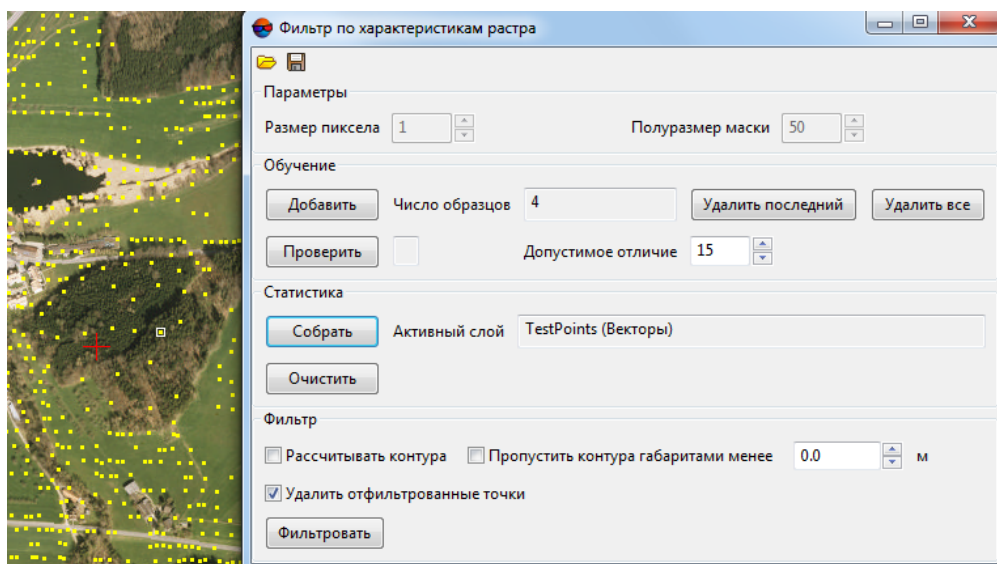 Фильтр по характеристикам растра
Параметры
Размер пиксела 1 Полуразмер маски 50
Обучение
Добавить Число образцов 4 Удалить последний Удалить все
Проверить Допустимое отличие 15
Статистика
Собрать Активный слой TestPoints (Векторы)
Очистить
Фильтр
Рассчитывать контура Пропустить контура габаритами менее 0.0 м
Удалить отфильтрованные точки
Фильтровать